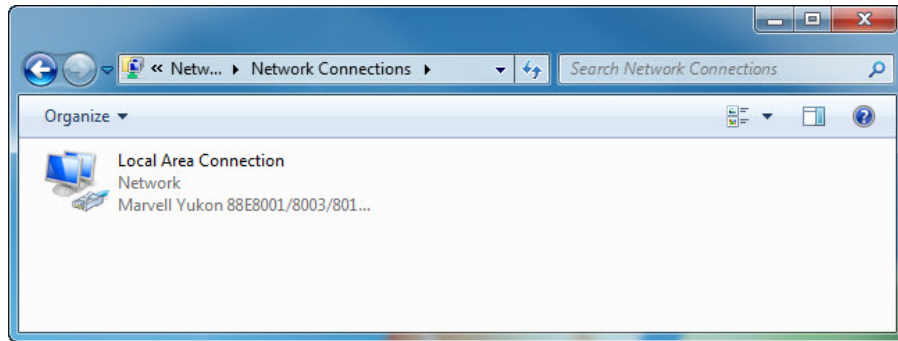 « Netw... ▸ Network Connections ▸
Search Network Connections
Organize
Local Area Connection
Network
Marvell Yukon 88E8001/8003/801...